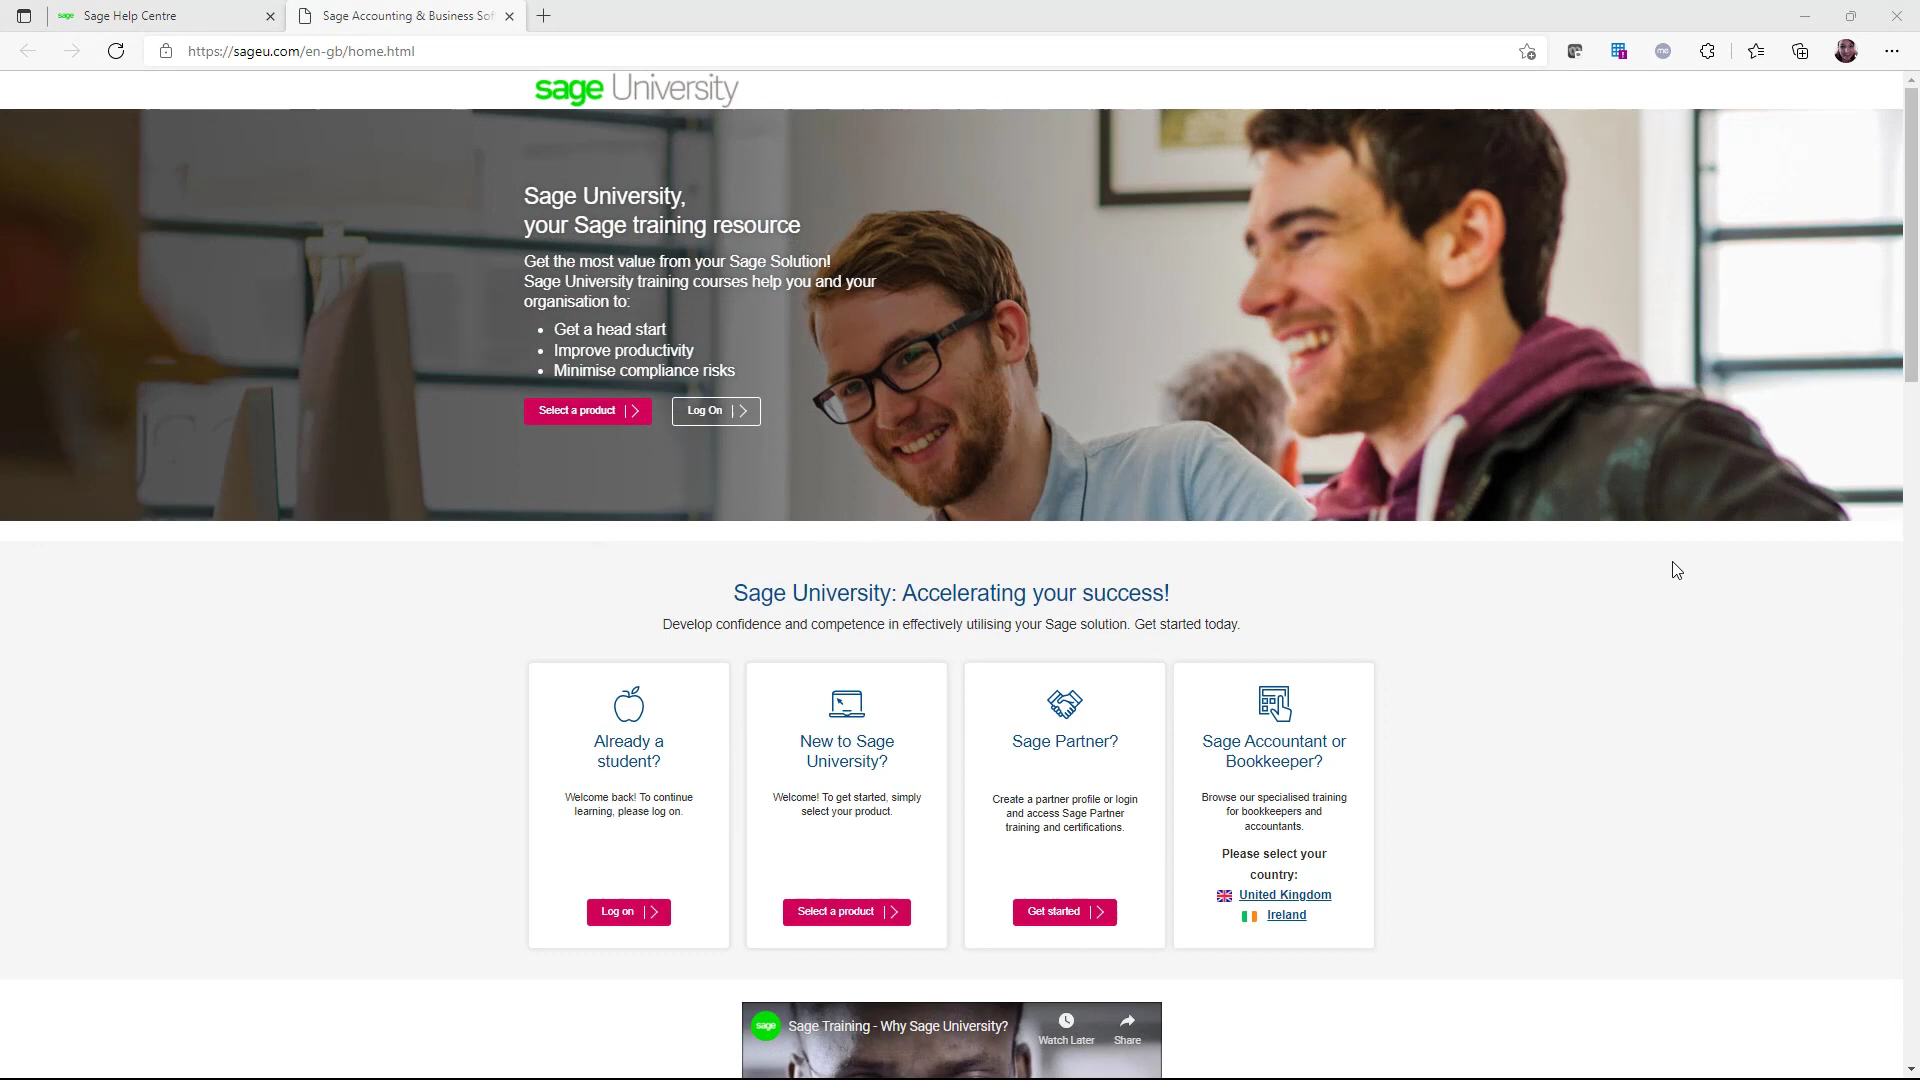 Sage Help Centre
Sage Accounting & Business Sof
https://sageu.com/en-gb/home.html
sage University
Sage University,
your Sage training resource
Get the most value from your Sage Solution!
Sage University training courses help you and your
organisation to:
• Get a head start
• Improve productivity
• Minimise compliance risks
Select a product
Log On
Sage University: Accelerating your success!
Develop confidence and competence in effectively utilising your Sage solution. Get started today.
Already a
student?
Welcome back! To continue
learning, please log on.
Log on
New to Sage
University?
Welcome! To get started, simply
select your product.
Select a product
Sage Partner?
Create a partner profile or login
and access Sage Partner
training and certifications.
Get started
Sage Accountant or
Bookkeeper?
Browse our specialised training
for bookkeepers and
accountants.
Please select your
country:
United Kingdom
Ireland
sage
Sage Training - Why Sage University?
Watch Later
Share